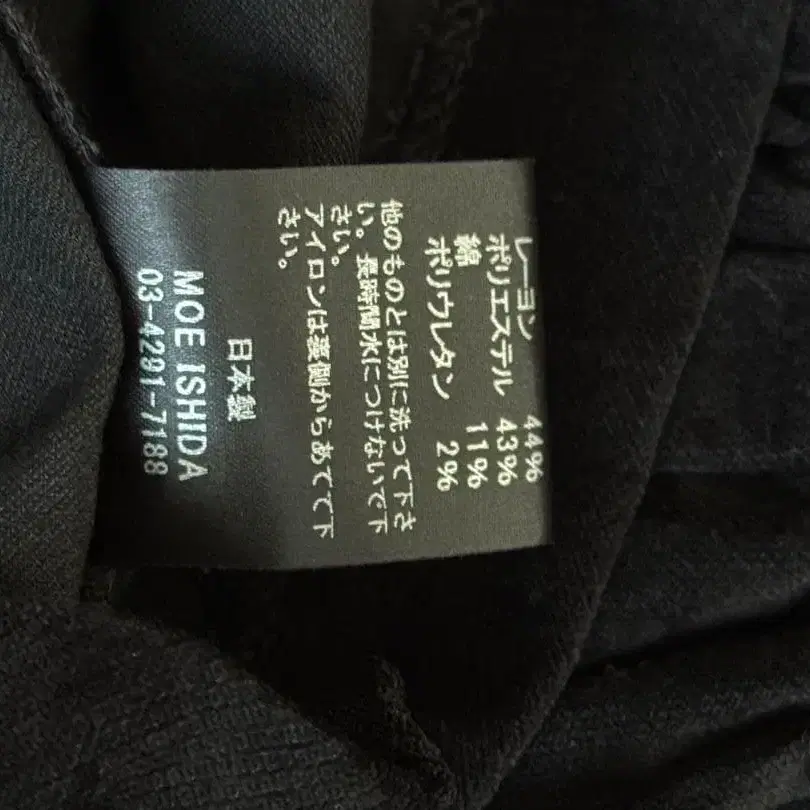 レーヨン 44%
ポリエステル 43%
綿 11%
ポリウレタン 2%
他のものとは別に洗って下さ
い。長時間水につけないで下
さい。
アイロンは裏側からあてて下
さい。
日本製
MOE ISHIDA
03-4291-7188